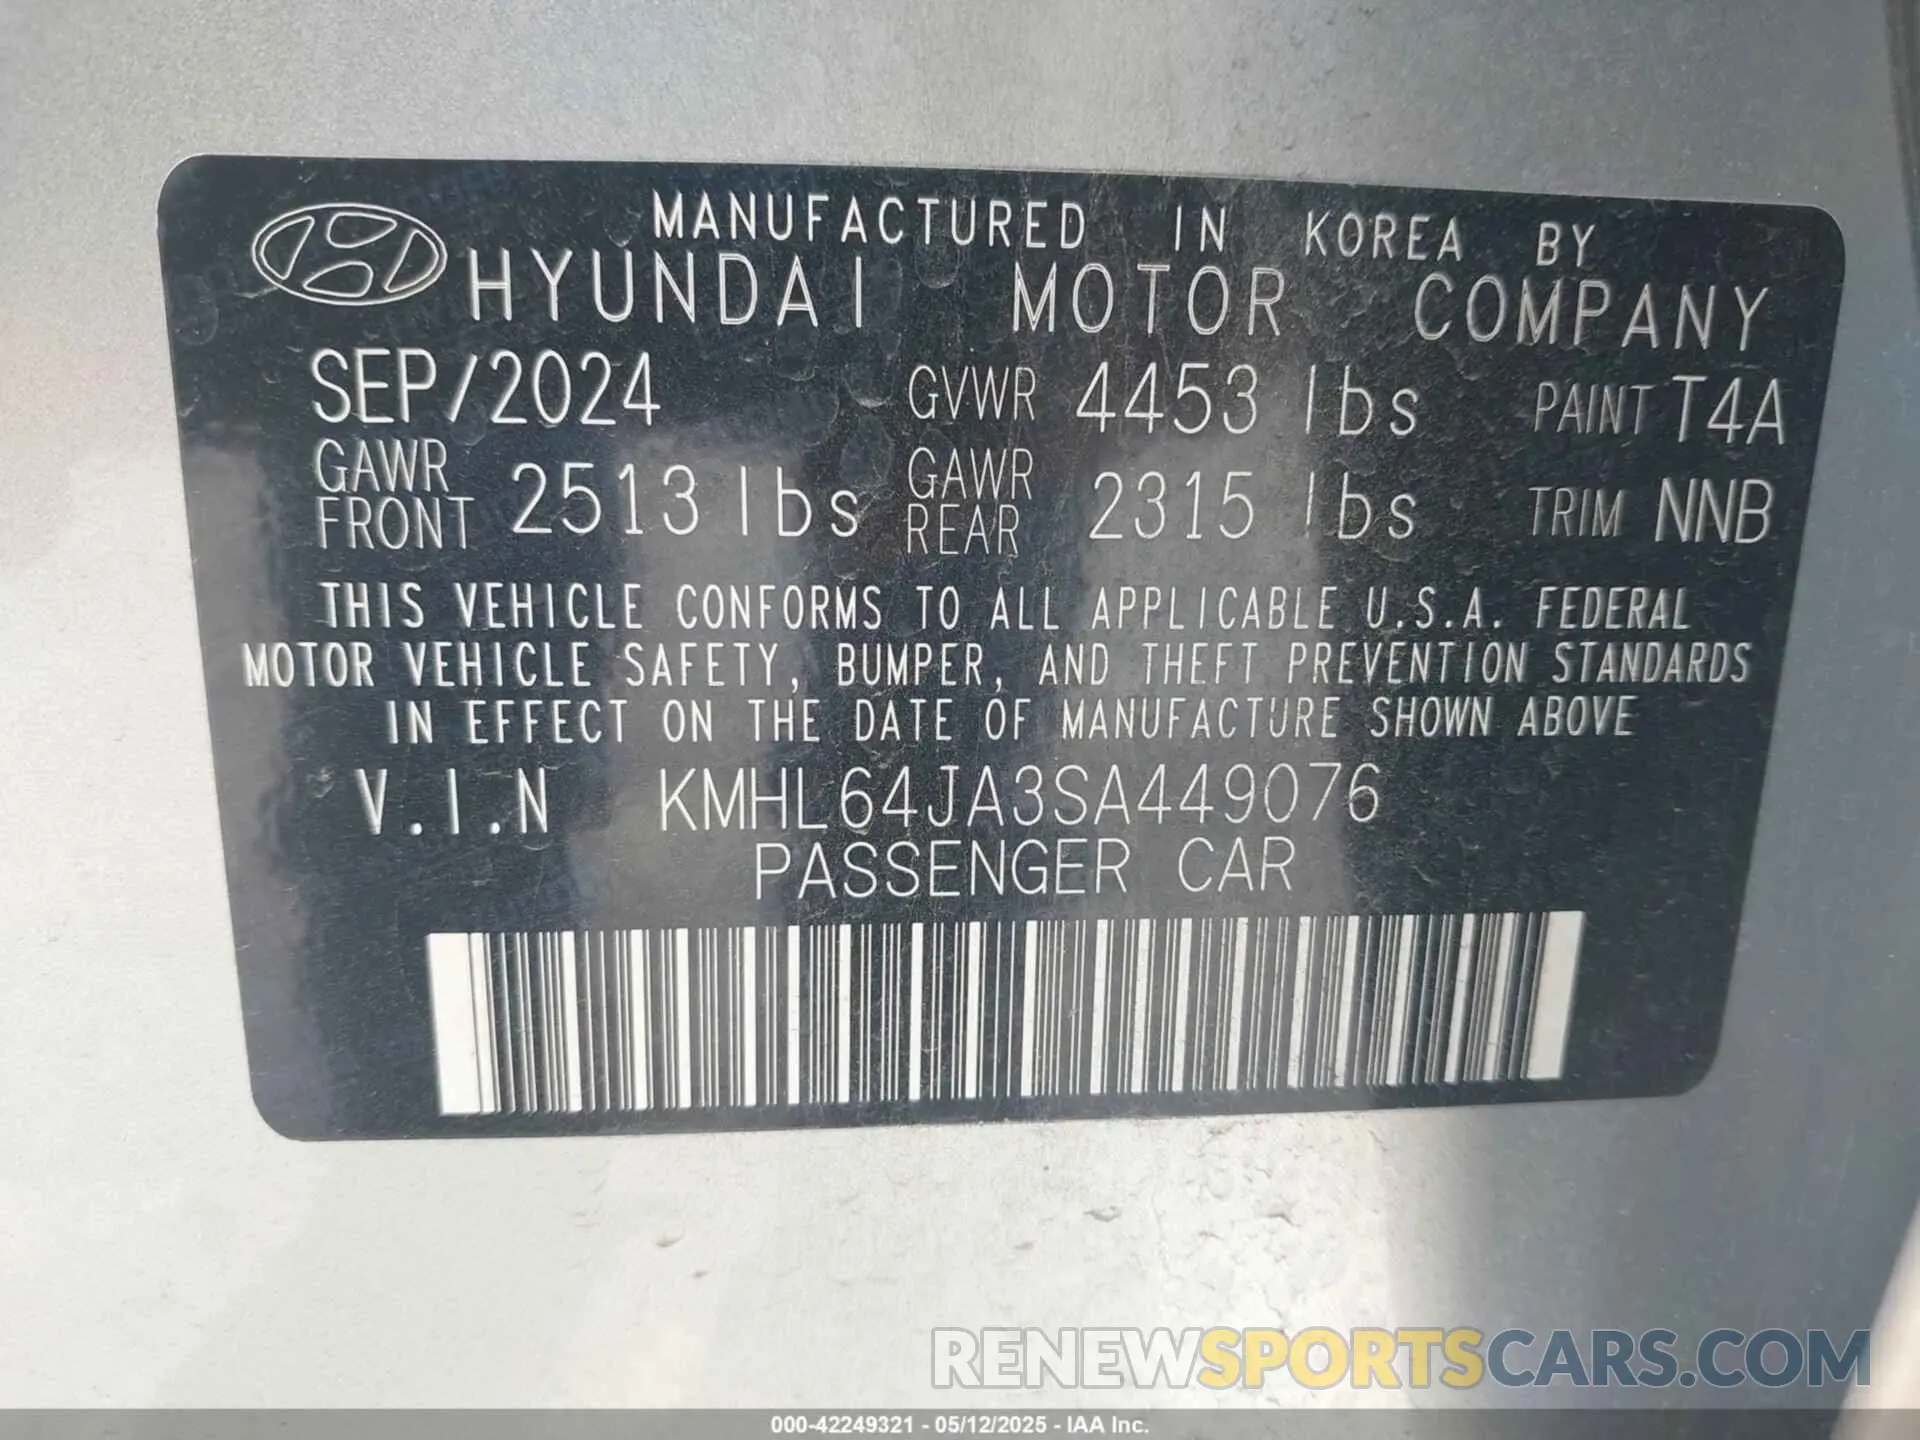 MANUFACTURED IN KOREA BY
HYUNDAI MOTOR COMPANY
SEP/2024 GVWR 4453 lbs PAINT T4A
GAWR FRONT 2513 lbs GAWR REAR 2315 lbs TRIM NNB
THIS VEHICLE CONFORMS TO ALL APPLICABLE U.S.A. FEDERAL
MOTOR VEHICLE SAFETY, BUMPER, AND THEFT PREVENTION STANDARDS
IN EFFECT ON THE DATE OF MANUFACTURE SHOWN ABOVE
V.I.N KMHL64JA3SA449076
PASSENGER CAR
RENEWSPORTSCARS.COM
000-42249321 - 05/12/2025 - IAA Inc.